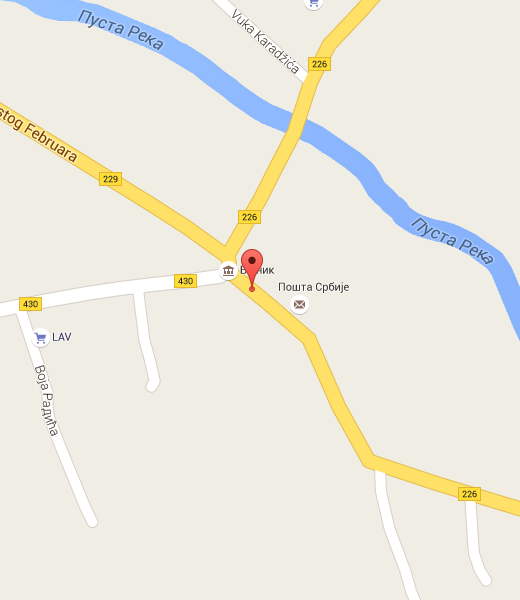 Vuka Karadžića
Пуста Река
226
stog Februara
229
226
Пуста Река
430
Пошта Србије
430
LAV
Воја Радића
226